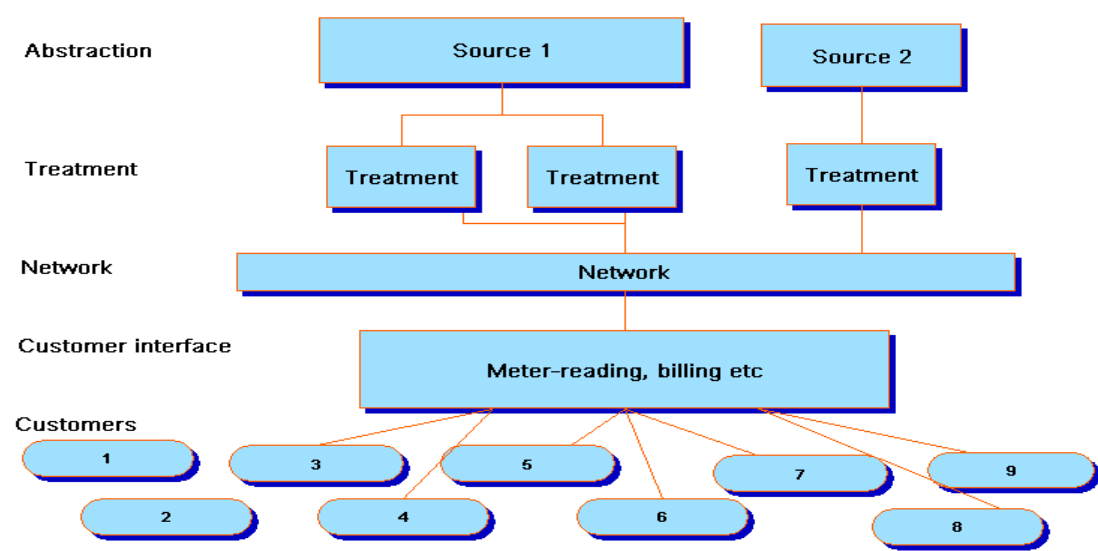 Abstraction
Source 1
Source 2
Treatment
Treatment
Treatment
Treatment
Network
Network
Customer interface
Meter-reading, billing etc
Customers
1
3
5
7
9
2
4
6
8